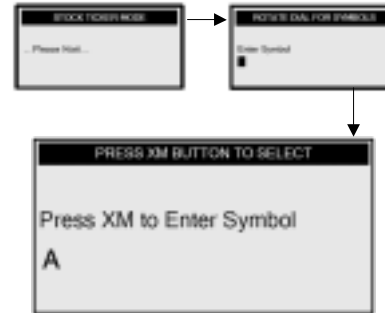 STOCK TICKER MODE
...Please Wait...
ROTATE DIAL FOR SYMBOLS
Enter Symbol
PRESS XM BUTTON TO SELECT
Press XM to Enter Symbol
A